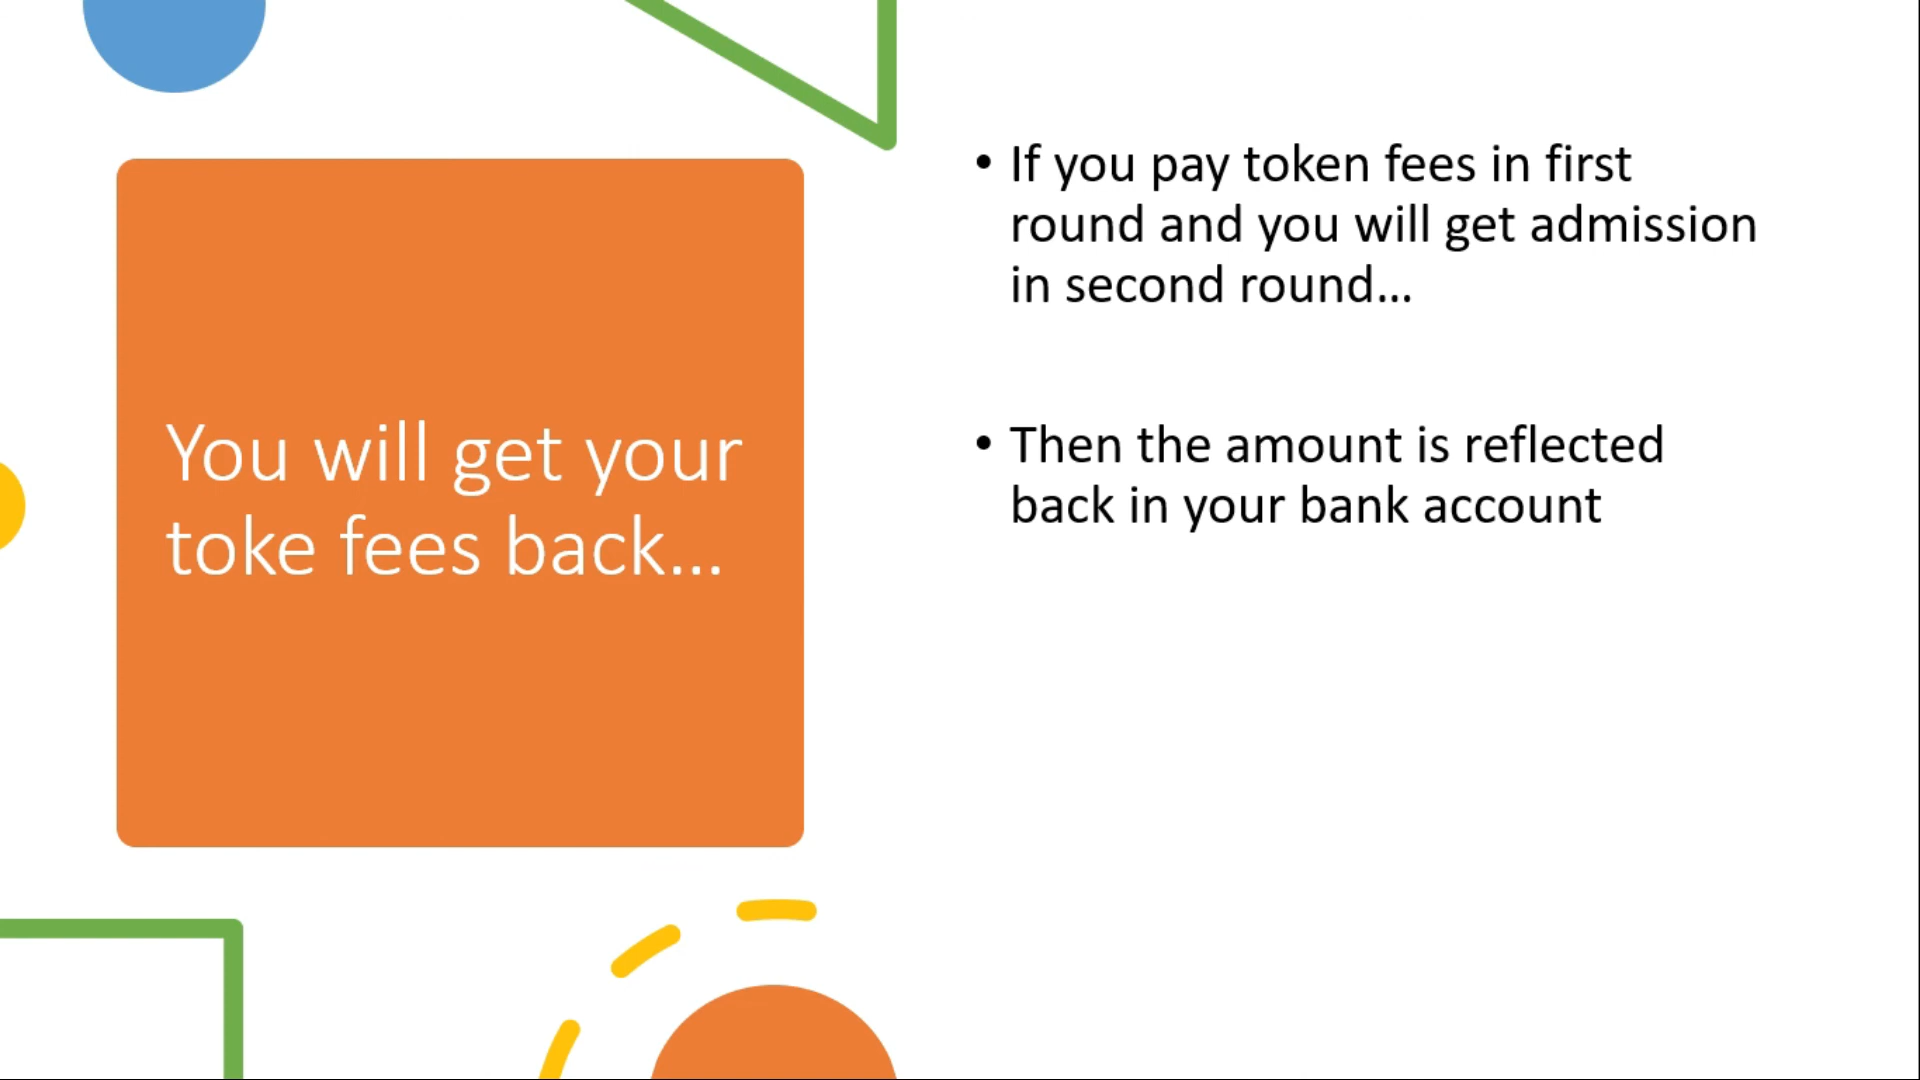 You will get your
toke fees back...
• If you pay token fees in first
round and you will get admission
in second round...
• Then the amount is reflected
back in your bank account